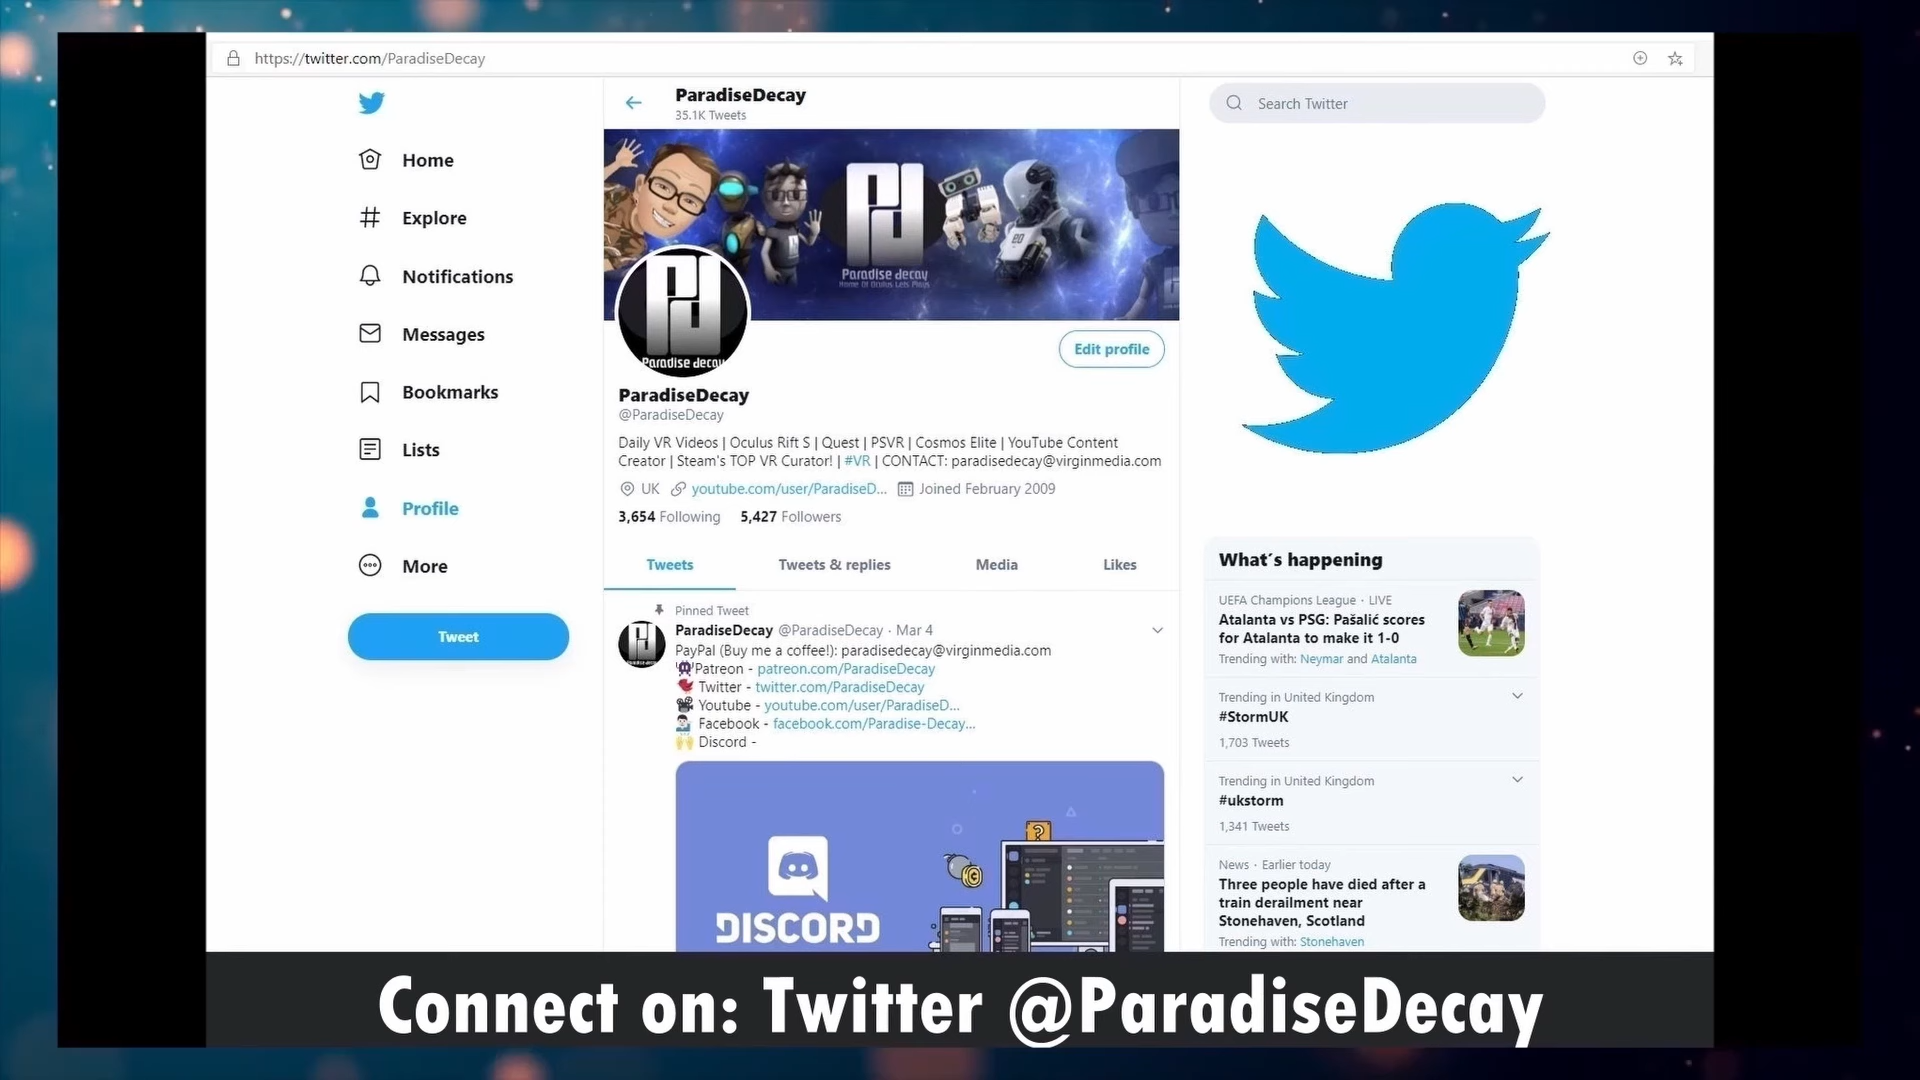 https://twitter.com/ParadiseDecay
Home
Explore
Notifications
Messages
Bookmarks
Lists
Profile
More
Tweet
ParadiseDecay
35.1K Tweets
Pd
Paradise decay
Home Of Oculus Lets Plays
Pd
Paradise decay
Edit profile
ParadiseDecay
@ParadiseDecay
Daily VR Videos | Oculus Rift S | Quest | PSVR | Cosmos Elite | YouTube Content
Creator | Steam's TOP VR Curator! | #VR | CONTACT: paradisedecay@virginmedia.com
UK youtube.com/user/ParadiseD... Joined February 2009
3,654 Following 5,427 Followers
Tweets Tweets & replies Media Likes
Pinned Tweet
ParadiseDecay @ParadiseDecay · Mar 4
PayPal (Buy me a coffee!): paradisedecay@virginmedia.com
Patreon - patreon.com/ParadiseDecay
Twitter - twitter.com/ParadiseDecay
Youtube - youtube.com/user/ParadiseD...
Facebook - facebook.com/Paradise-Decay...
Discord -
DISCORD
Search Twitter
What's happening
UEFA Champions League · LIVE
Atalanta vs PSG: Pašalić scores
for Atalanta to make it 1-0
Trending with: Neymar and Atalanta
Trending in United Kingdom
#StormUK
1,703 Tweets
Trending in United Kingdom
#ukstorm
1,341 Tweets
News · Earlier today
Three people have died after a
train derailment near
Stonehaven, Scotland
Trending with: Stonehaven
Connect on: Twitter @ParadiseDecay